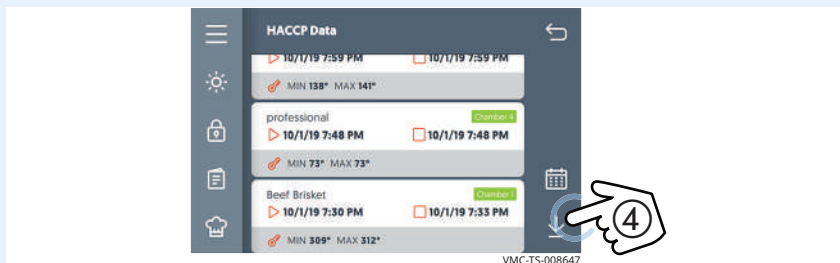 HACCP Data
10/1/19 7:59 PM 10/1/19 7:59 PM
MIN 138° MAX 141°
professional Chamber 4
10/1/19 7:48 PM 10/1/19 7:48 PM
MIN 73° MAX 73°
Beef Brisket Chamber 1
10/1/19 7:30 PM 10/1/19 7:33 PM
MIN 309° MAX 312°
4
VMC-TS-008647